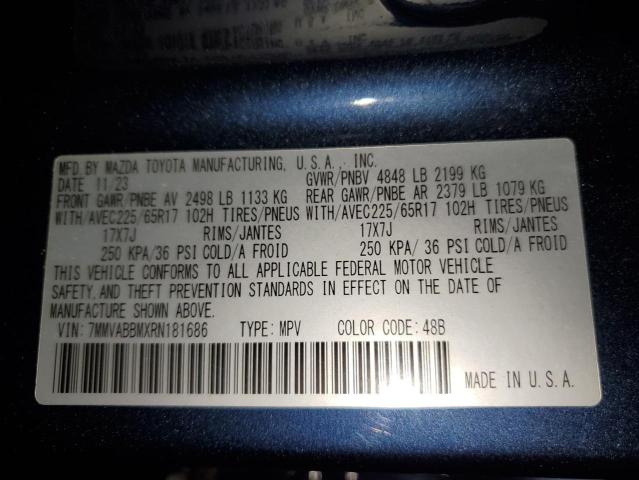 MFD BY MAZDA TOYOTA MANUFACTURING, U.S.A., INC.
DATE 11/23 GVWR/PNBV 4848 LB 2199 KG
FRONT GAWR/PNBE AV 2498 LB 1133 KG REAR GAWR/PNBE AR 2379 LB 1079 KG
WITH/AVEC225/65R17 102H TIRES/PNEUS WITH/AVEC225/65R17 102H TIRES/PNEUS
17X7J RIMS/JANTES 17X7J RIMS/JANTES
250 KPA/36 PSI COLD/A FROID 250 KPA/ 36 PSI COLD/A FROID
THIS VEHICLE CONFORMS TO ALL APPLICABLE FEDERAL MOTOR VEHICLE
SAFETY, AND THEFT PREVENTION STANDARDS IN EFFECT ON THE DATE OF
MANUFACTURE SHOWN ABOVE.
VIN: 7MMVABBMXRN181686 TYPE: MPV COLOR CODE: 48B
MADE IN U.S.A.